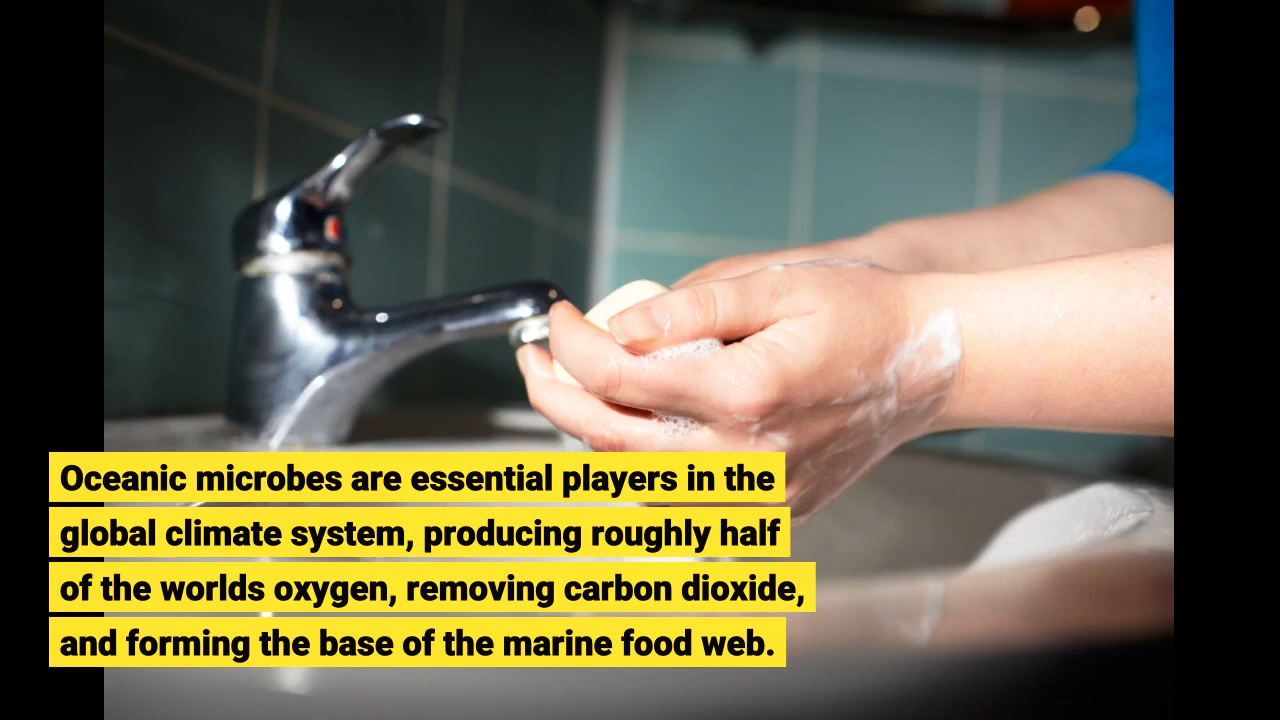 Oceanic microbes are essential players in the
global climate system, producing roughly half
of the worlds oxygen, removing carbon dioxide,
and forming the base of the marine food web.